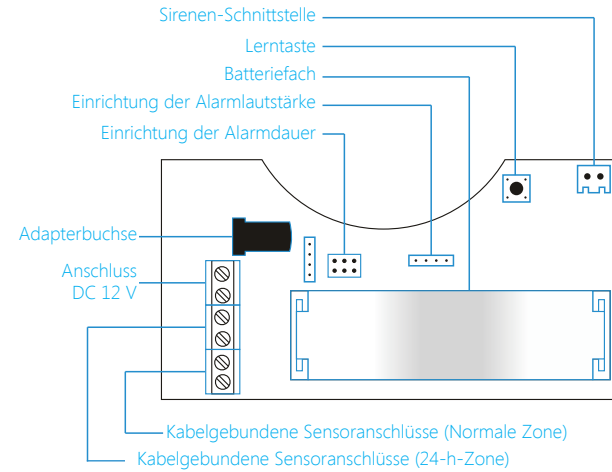 Sirenen-Schnittstelle
Lerntaste
Batteriefach
Einrichtung der Alarmlautstärke
Einrichtung der Alarmdauer
Adapterbuchse
Anschluss
DC 12 V
Kabelgebundene Sensoranschlüsse (Normale Zone)
Kabelgebundene Sensoranschlüsse (24-h-Zone)